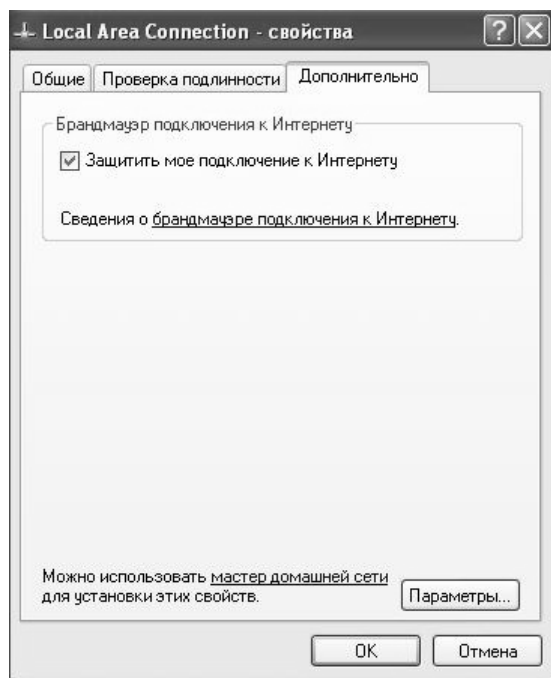 Local Area Connection - свойства
Общие
Проверка подлинности
Дополнительно
Брандмауэр подключения к Интернету
Защитить мое подключение к Интернету
Сведения о брандмауэре подключения к Интернету.
Можно использовать мастер домашней сети
для установки этих свойств.
Параметры...
OK
Отмена